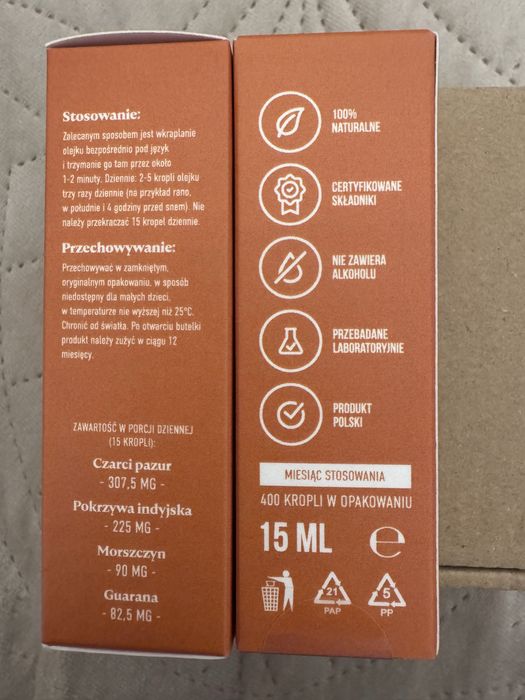 Stosowanie:
Zalecanym sposobem jest wkraplanie
olejku bezpośrednio pod język
i trzymanie go tam przez około
1-2 minuty. Dziennie: 2-5 kropli olejku
trzy razy dziennie (na przykład rano,
w południe i 4 godziny przed snem). Nie
należy przekraczać 15 kropel dziennie.
Przechowywanie:
Przechowywać w zamkniętym,
oryginalnym opakowaniu, w sposób
niedostępny dla małych dzieci,
w temperaturze nie wyższej niż 25°C.
Chronić od światła. Po otwarciu butelki
produkt należy zużyć w ciągu 12
miesięcy.
ZAWARTOŚĆ W PORCJI DZIENNEJ
(15 KROPLI):
Czarci pazur
- 307,5 MG -
Pokrzywa indyjska
- 225 MG -
Morszczyn
- 90 MG -
Guarana
- 82,5 MG -
100%
NATURALNE
CERTYFIKOWANE
SKŁADNIKI
NIE ZAWIERA
ALKOHOLU
PRZEBADANE
LABORATORYJNIE
PRODUKT
POLSKI
MIESIĄC STOSOWANIA
400 KROPLI W OPAKOWANIU
15 ML ℮
21
PAP
5
PP